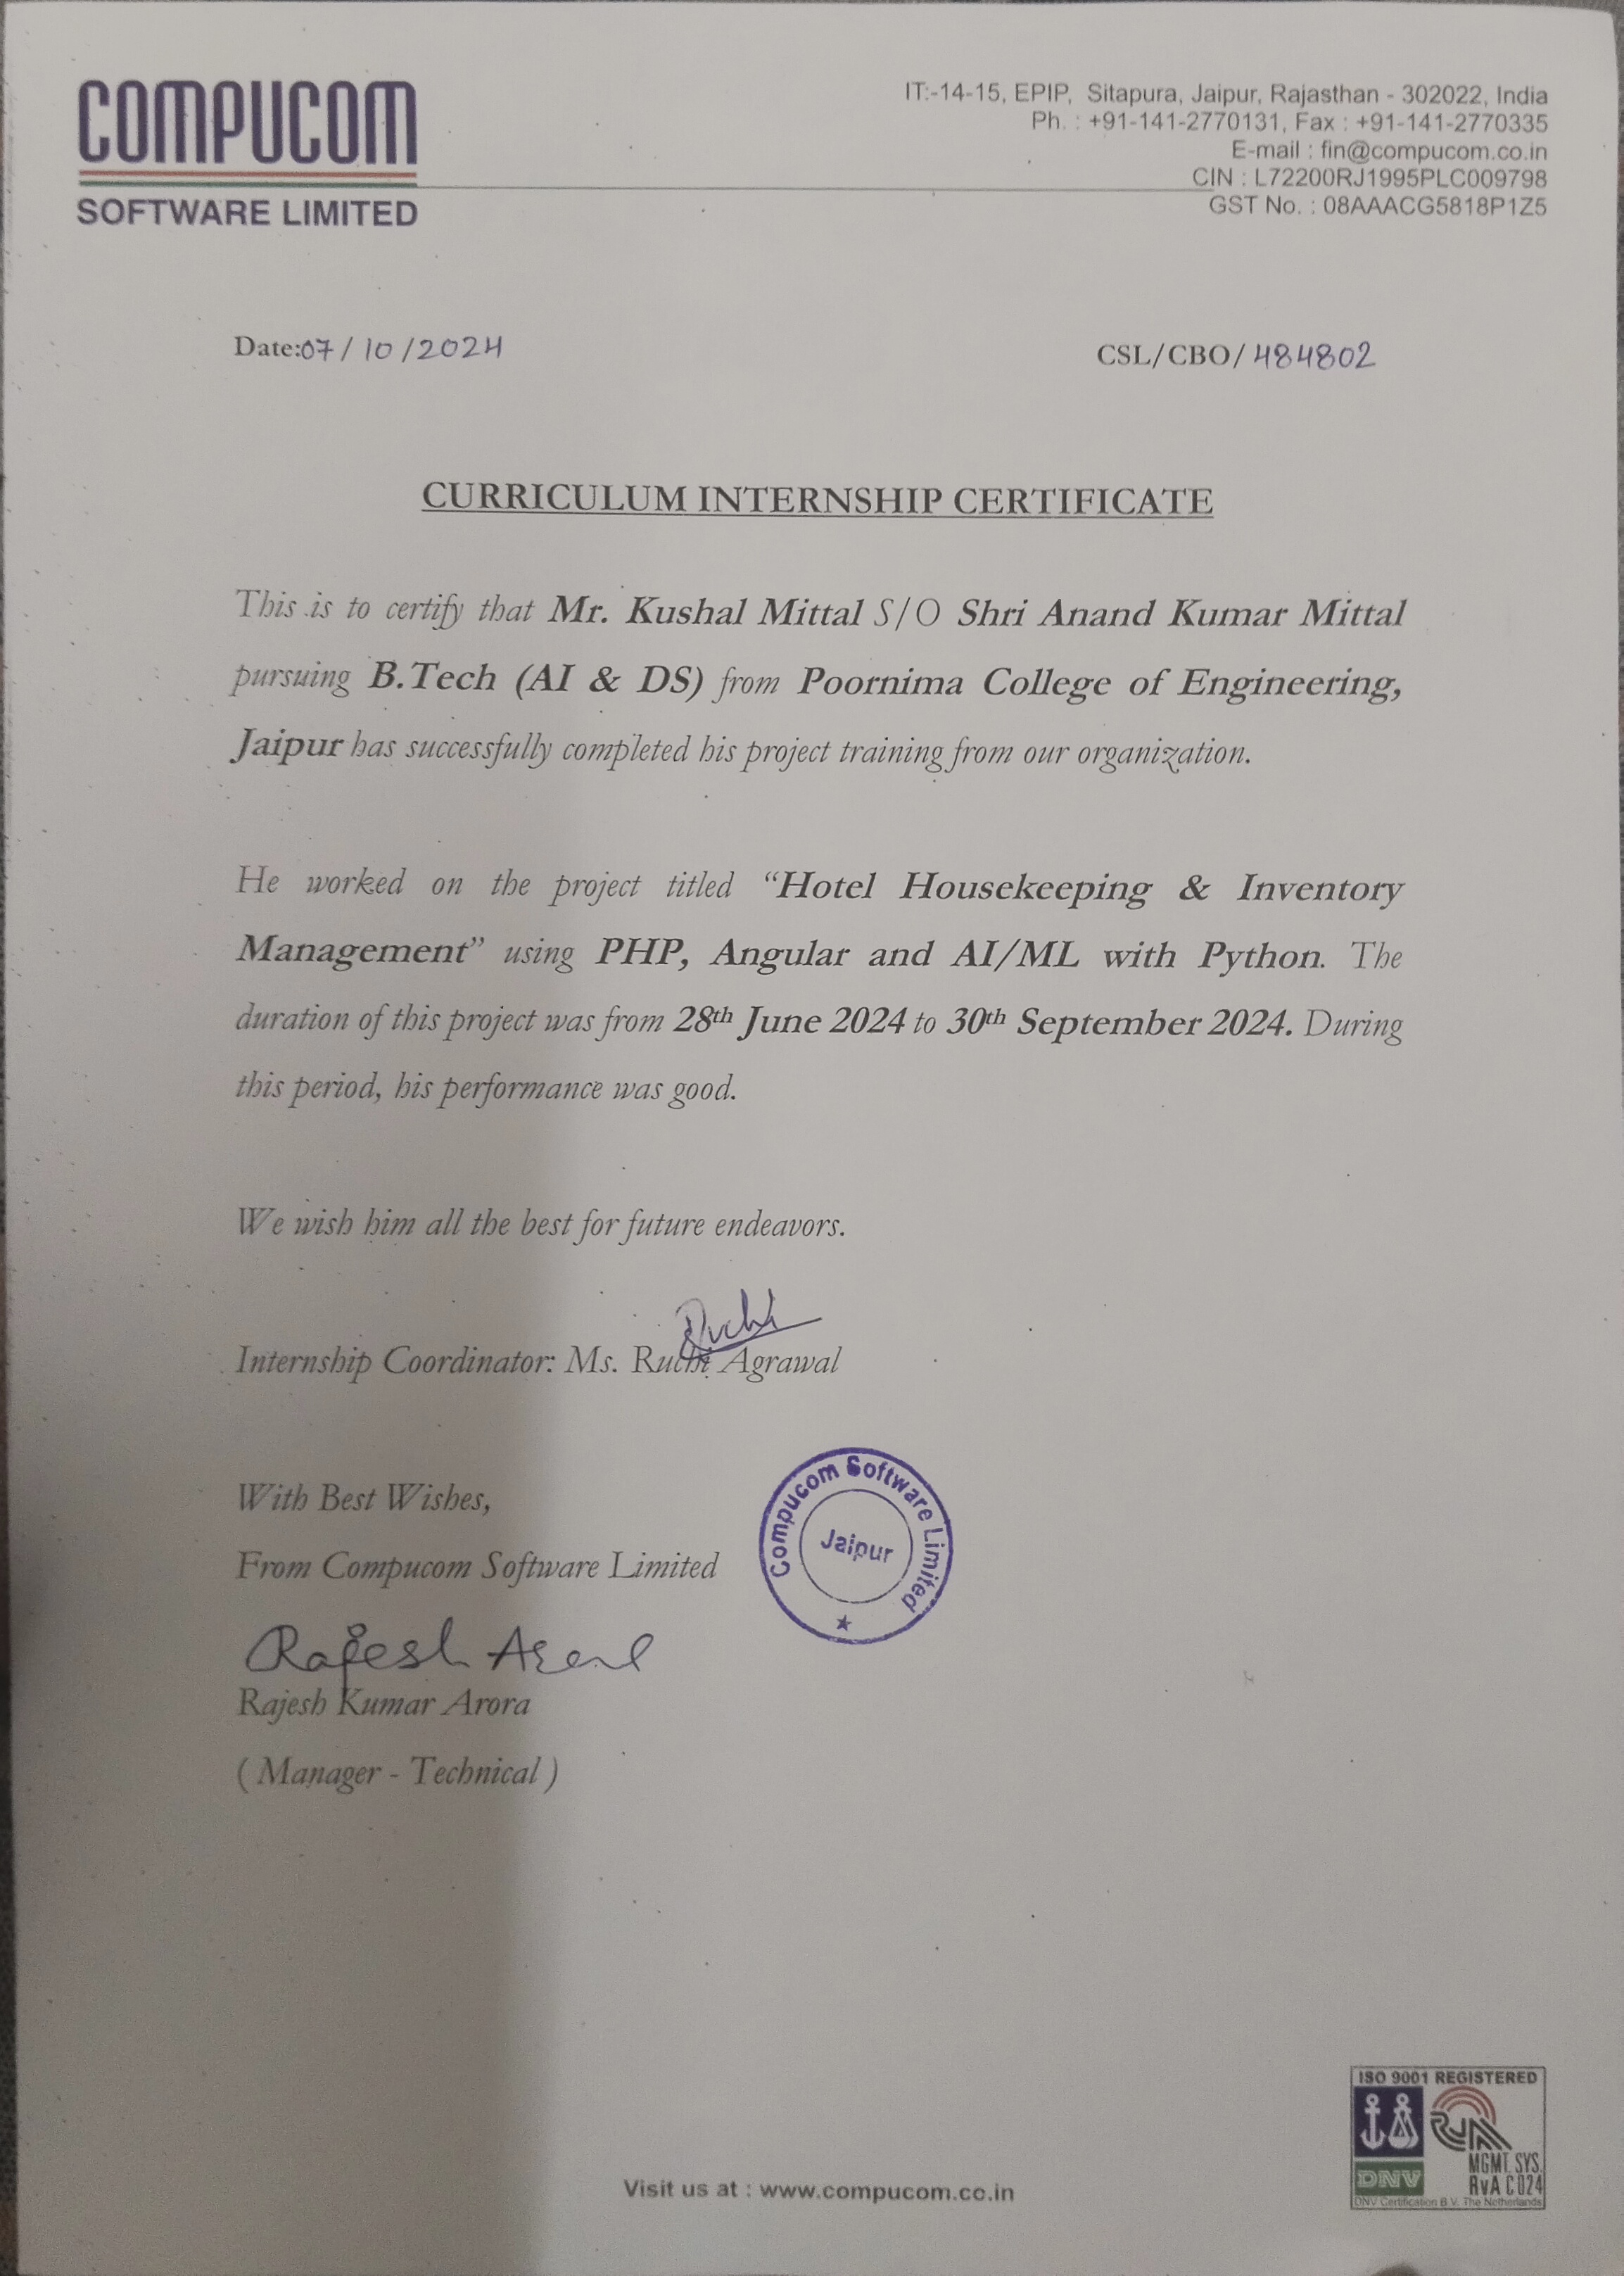 COMPUCOM
SOFTWARE LIMITED
IT:-14-15, EPIP, Sitapura, Jaipur, Rajasthan - 302022, India
Ph. : +91-141-2770131, Fax : +91-141-2770335
E-mail : fin@compucom.co.in
CIN : L72200RJ1995PLC009798
GST No. : 08AAACG5818P1Z5
Date:07/10/2024
CSL/CBO/484802
CURRICULUM INTERNSHIP CERTIFICATE
This is to certify that Mr. Kushal Mittal S/O Shri Anand Kumar Mittal
pursuing B.Tech (AI & DS) from Poornima College of Engineering,
Jaipur has successfully completed his project training from our organization.
He worked on the project titled “Hotel Housekeeping & Inventory
Management” using PHP, Angular and AI/ML with Python. The
duration of this project was from 28th June 2024 to 30th September 2024. During
this period, his performance was good.
We wish him all the best for future endeavors.
Ruchi
Internship Coordinator: Ms. Ruchi Agrawal
With Best Wishes,
From Compucom Software Limited
Compucom Software Limited
Jaipur
Rajesh Arora
Rajesh Kumar Arora
( Manager - Technical )
ISO 9001 REGISTERED
DNV
MGMT. SYS.
RvA C 024
DNV Certification B.V. The Netherlands
Visit us at : www.compucom.co.in